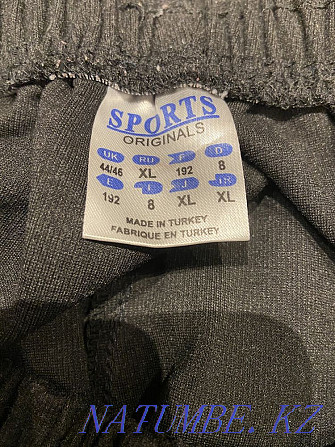 SPORTS
ORIGINALS
UK RU F D
44/46 XL 192 8
E I J TR
192 8 XL XL
MADE IN TURKEY
FABRIQUE EN TURKEY
NATUMBE. KZ